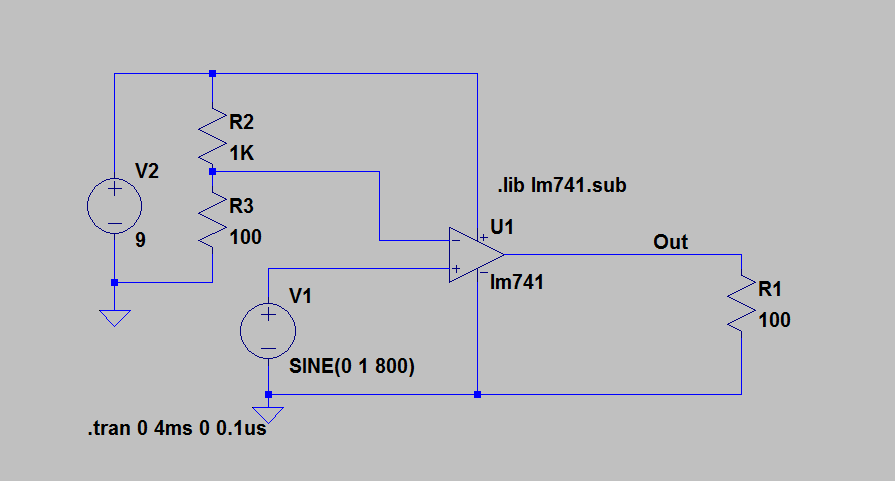 R2
1K
V2
.lib lm741.sub
R3
U1
100
9
Out
lm741
R1
V1
100
SINE(0 1 800)
.tran 0 4ms 0 0.1us